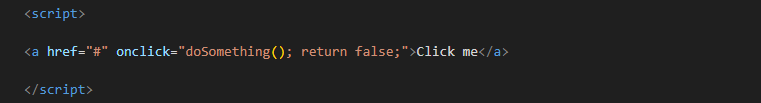 <script>
<a href="#" onclick="doSomething(); return false;">Click me</a>
</script>